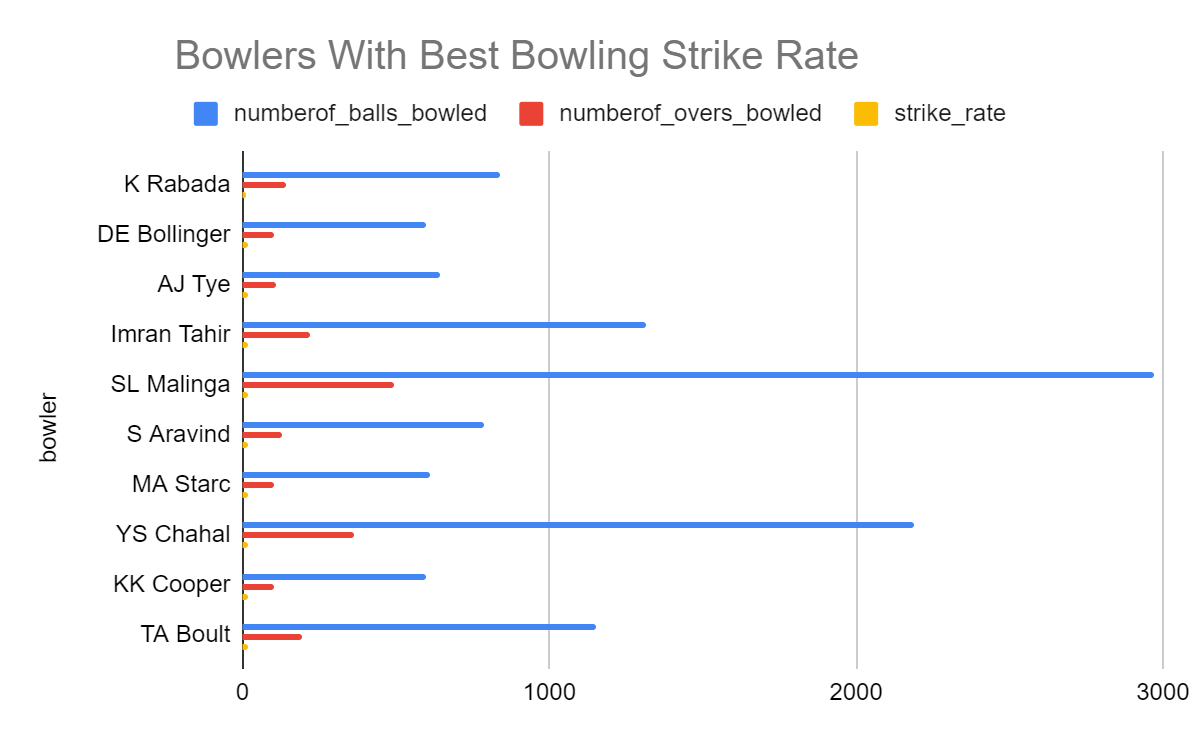 Bowlers With Best Bowling Strike Rate
numberof_balls_bowled numberof_overs_bowled strike_rate
bowler
K Rabada
DE Bollinger
AJ Tye
Imran Tahir
SL Malinga
S Aravind
MA Starc
YS Chahal
KK Cooper
TA Boult
0 1000 2000 3000